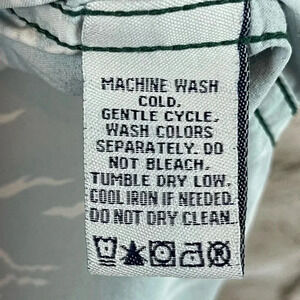 MACHINE WASH
COLD.
GENTLE CYCLE.
WASH COLORS
SEPARATELY. DO
NOT BLEACH.
TUMBLE DRY LOW.
COOL IRON IF NEEDED.
DO NOT DRY CLEAN.